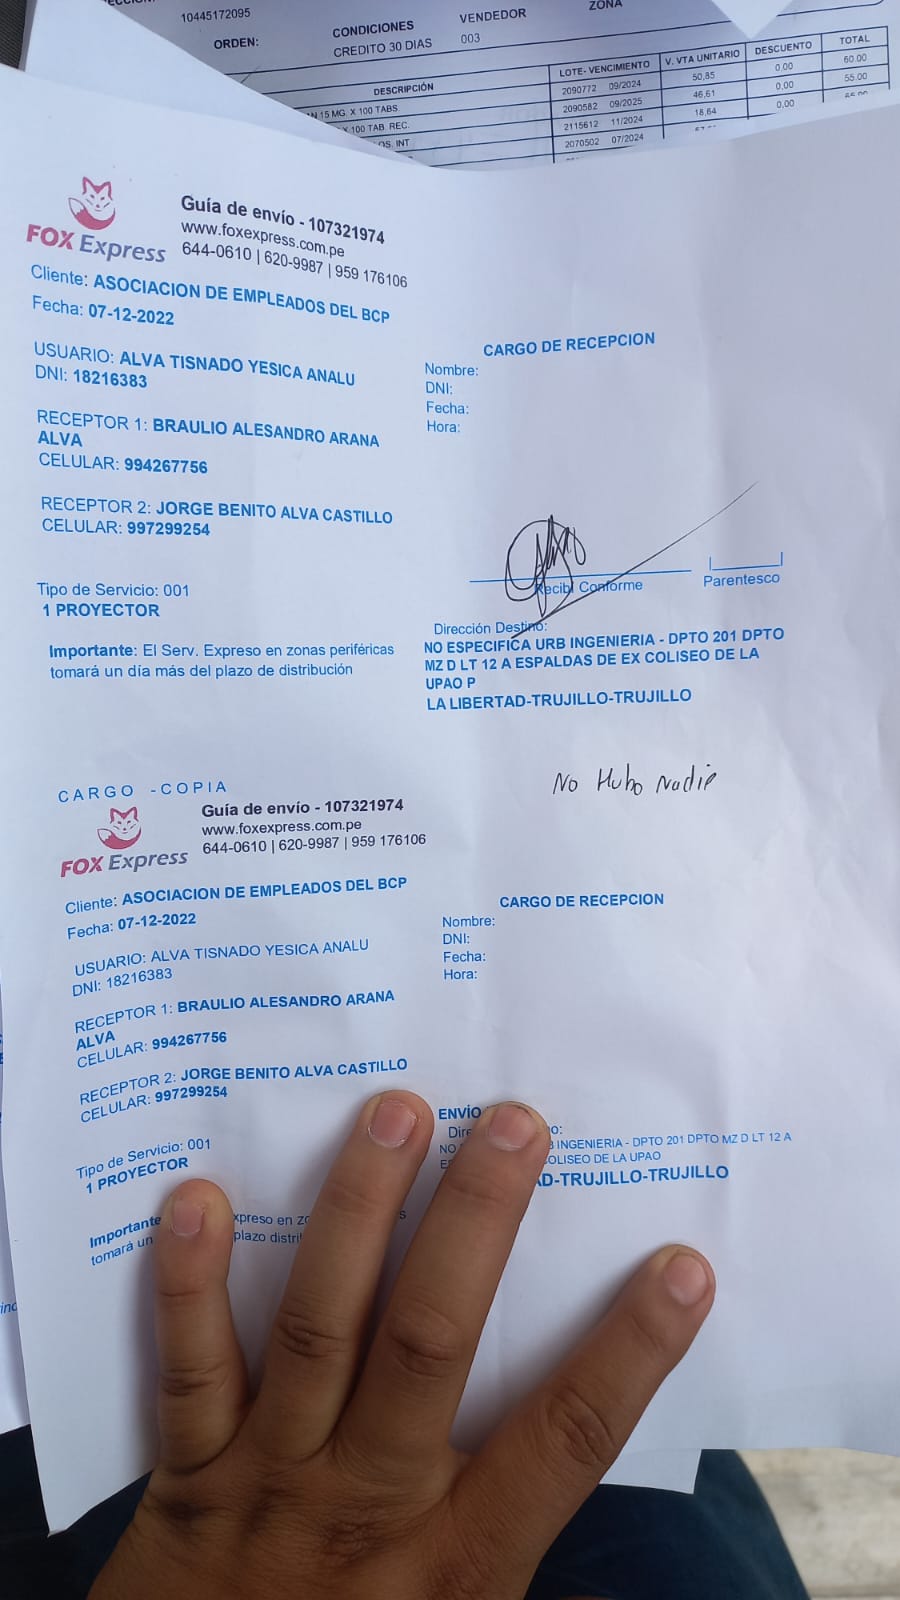 10445172095
ORDEN:
CONDICIONES
CREDITO 30 DIAS
VENDEDOR
003
ZONA
DESCRIPCIÓN
LOTE- VENCIMIENTO
V. VTA UNITARIO
DESCUENTO
TOTAL
15 MG. X 100 TABS.
2090772 09/2024
50,85
0.00
60.00
X 100 TAB. REC.
2090582 09/2025
46,61
0,00
55.00
OS. INT
2115612 11/2024
18,64
0,00
2070502 07/2024
FOX Express
Guía de envío - 107321974
www.foxexpress.com.pe
644-0610 | 620-9987 | 959 176106
Cliente: ASOCIACION DE EMPLEADOS DEL BCP
Fecha: 07-12-2022
USUARIO: ALVA TISNADO YESICA ANALU
DNI: 18216383
RECEPTOR 1: BRAULIO ALESANDRO ARANA
ALVA
CELULAR: 994267756
RECEPTOR 2: JORGE BENITO ALVA CASTILLO
CELULAR: 997299254
Tipo de Servicio: 001
1 PROYECTOR
Importante: El Serv. Expreso en zonas periféricas
tomará un día más del plazo de distribución
CARGO DE RECEPCION
Nombre:
DNI:
Fecha:
Hora:
Recibí Conforme
Parentesco
Dirección Destino:
NO ESPECIFICA URB INGENIERIA - DPTO 201 DPTO
MZ D LT 12 A ESPALDAS DE EX COLISEO DE LA
UPAO P
LA LIBERTAD-TRUJILLO-TRUJILLO
No Hubo Nadie
CARGO -COPIA
FOX Express
Guía de envío - 107321974
www.foxexpress.com.pe
644-0610 | 620-9987 | 959 176106
Cliente: ASOCIACION DE EMPLEADOS DEL BCP
Fecha: 07-12-2022
USUARIO: ALVA TISNADO YESICA ANALU
DNI: 18216383
RECEPTOR 1: BRAULIO ALESANDRO ARANA
ALVA
CELULAR: 994267756
RECEPTOR 2: JORGE BENITO ALVA CASTILLO
CELULAR: 997299254
Tipo de Servicio: 001
1 PROYECTOR
Importante
xpreso en zo
s
tomará un
plazo distri
CARGO DE RECEPCION
Nombre:
DNI:
Fecha:
Hora:
ENVÍO
Dire
o:
NO
INGENIERIA - DPTO 201 DPTO MZ D LT 12 A
OLISEO DE LA UPAO
D-TRUJILLO-TRUJILLO